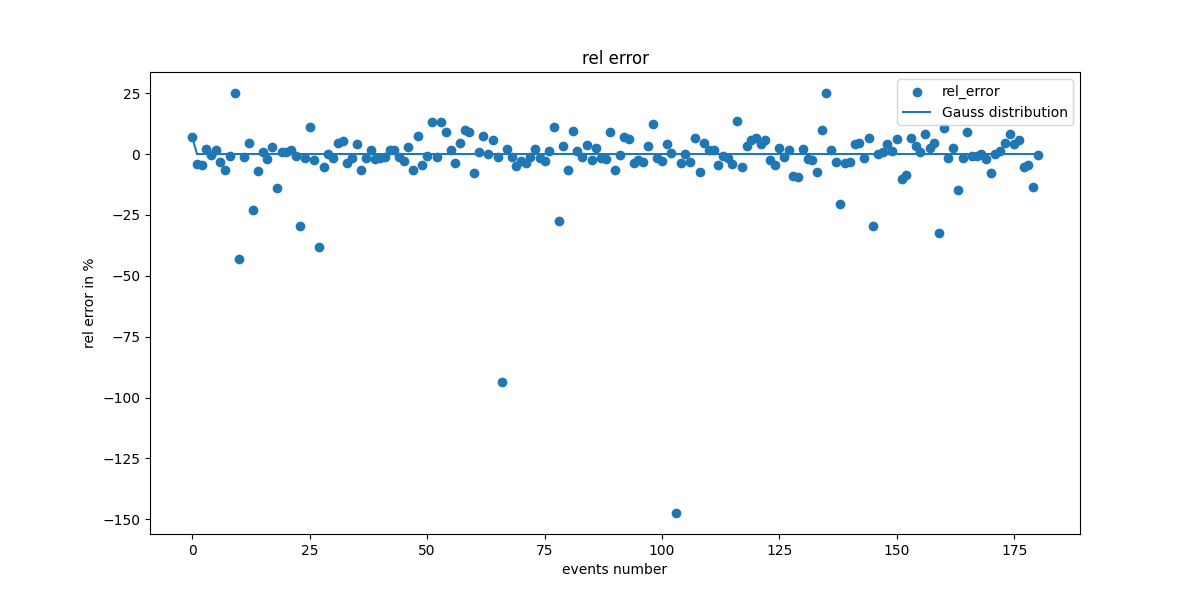 rel error
rel_error
Gauss distribution
25
0
−25
−50
−75
−100
−125
−150
rel error in %
0 25 50 75 100 125 150 175
events number